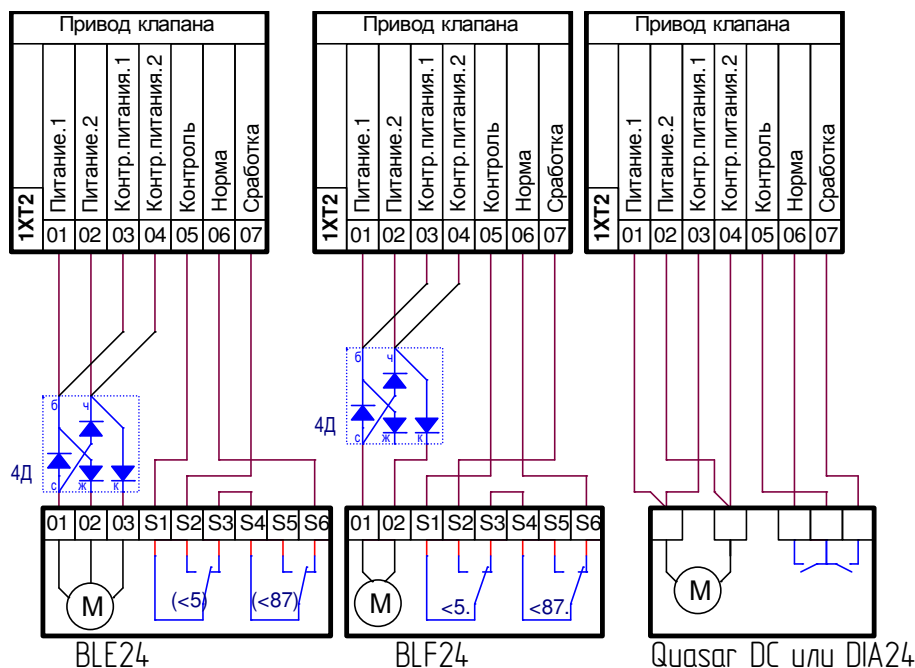 Привод клапана
1XT2
Питание.1
Питание.2
Контр.питания.1
Контр.питания.2
Контроль
Норма
Сработка
01 02 03 04 05 06 07
б ч
4Д
с ж к
01 02 03 S1 S2 S3 S4 S5 S6
M (<5) (<87)
BLE24
Привод клапана
1XT2
Питание.1
Питание.2
Контр.питания.1
Контр.питания.2
Контроль
Норма
Сработка
01 02 03 04 05 06 07
б ч
4Д
с ж к
01 02 S1 S2 S3 S4 S5 S6
M <5. <87.
BLF24
Привод клапана
1XT2
Питание.1
Питание.2
Контр.питания.1
Контр.питания.2
Контроль
Норма
Сработка
01 02 03 04 05 06 07
M
Quasar DC или DIA24